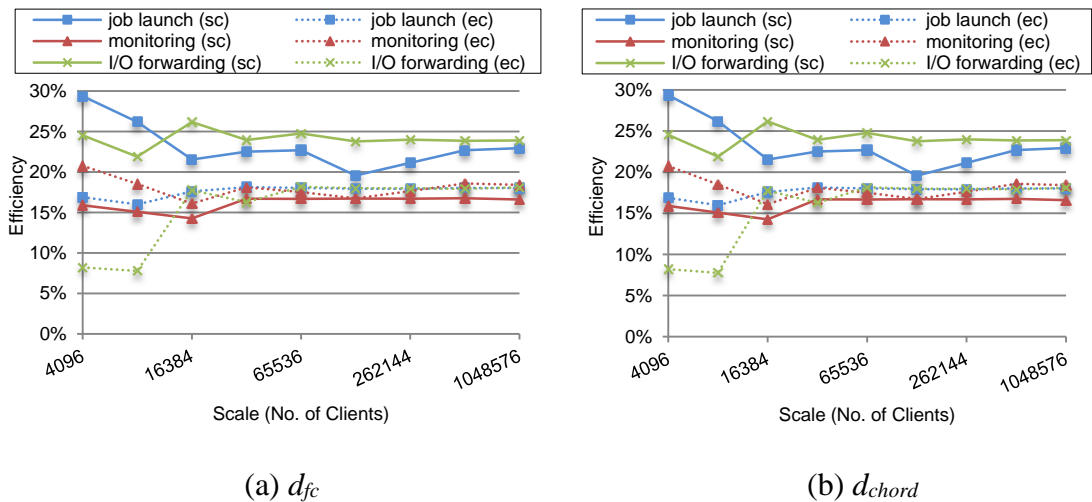 job launch (sc) job launch (ec)
monitoring (sc) monitoring (ec)
I/O forwarding (sc) I/O forwarding (ec)
30%
25%
20%
15%
10%
5%
0%
Efficiency
4096 16384 65536 262144 1048576
Scale (No. of Clients)
(a) dfc
job launch (sc) job launch (ec)
monitoring (sc) monitoring (ec)
I/O forwarding (sc) I/O forwarding (ec)
30%
25%
20%
15%
10%
5%
0%
Efficiency
4096 16384 65536 262144 1048576
Scale (No. of Clients)
(b) dchord